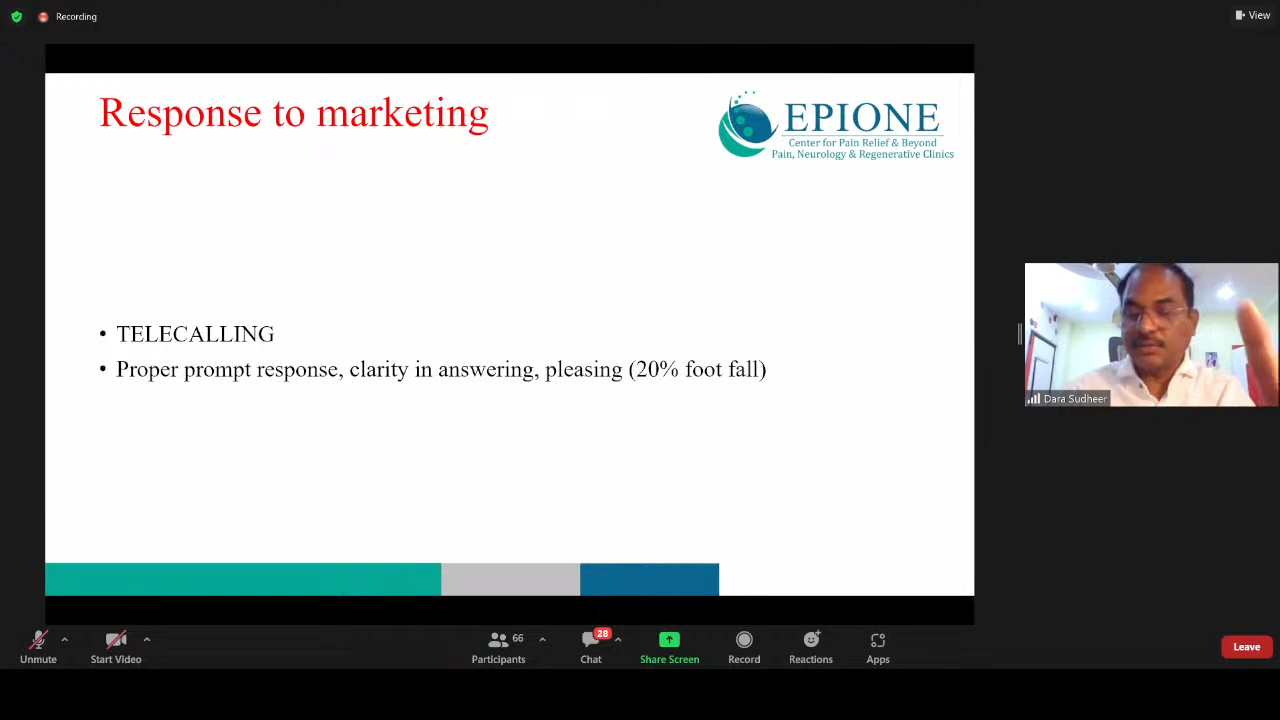 Recording
View
Response to marketing
EPIONE
Center for Pain Relief & Beyond
Pain, Neurology & Regenerative Clinics
• TELECALLING
• Proper prompt response, clarity in answering, pleasing (20% foot fall)
Dara Sudheer
Unmute
Start Video
66
Participants
28
Chat
Share Screen
Record
Reactions
Apps
Leave